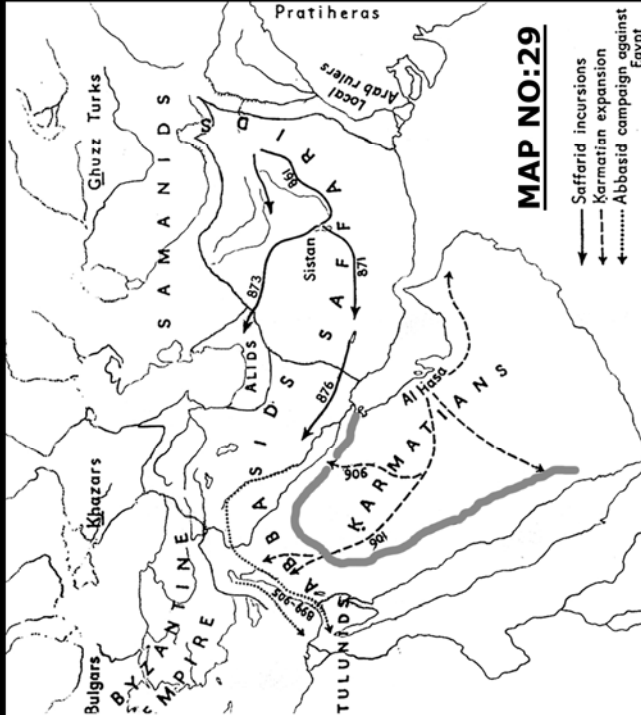 Pratiheras
Local
Arab rulers
Ghuzz Turks
SAMANIDS
SAFFARIDS
861
Sistan
871
873
876
ALIDS
Khazars
ABBASIDS
BYZANTINE
MPIRE
Bulgars
TULUNIDS
899-905
901
906
KARMATIANS
Al Hasa
MAP NO:29
Saffarid incursions
Karmatian expansion
Abbasid campaign against
Egypt